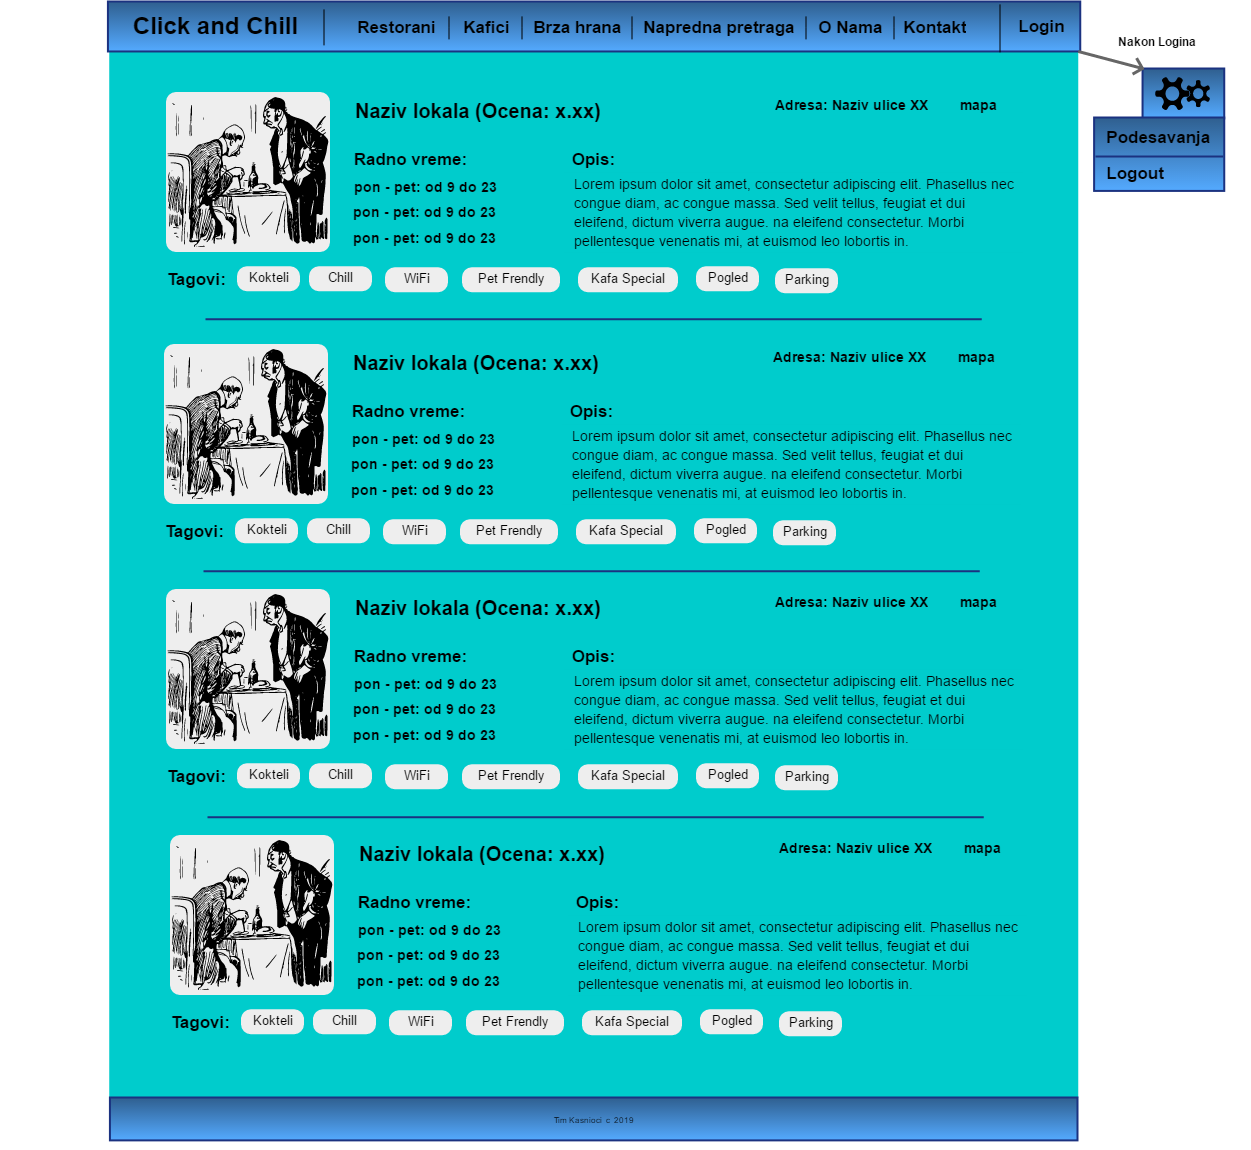 Click and Chill Restorani Kafici Brza hrana Napredna pretraga O Nama Kontakt Login
Nakon Logina
Podesavanja
Logout
Naziv lokala (Ocena: x.xx) Adresa: Naziv ulice XX mapa
Radno vreme: Opis:
pon - pet: od 9 do 23 Lorem ipsum dolor sit amet, consectetur adipiscing elit. Phasellus nec
congue diam, ac congue massa. Sed velit tellus, feugiat et dui
pon - pet: od 9 do 23 eleifend, dictum viverra augue. na eleifend consectetur. Morbi
pon - pet: od 9 do 23 pellentesque venenatis mi, at euismod leo lobortis in.
Tagovi: Kokteli Chill WiFi Pet Frendly Kafa Special Pogled Parking
Naziv lokala (Ocena: x.xx) Adresa: Naziv ulice XX mapa
Radno vreme: Opis:
pon - pet: od 9 do 23 Lorem ipsum dolor sit amet, consectetur adipiscing elit. Phasellus nec
congue diam, ac congue massa. Sed velit tellus, feugiat et dui
pon - pet: od 9 do 23 eleifend, dictum viverra augue. na eleifend consectetur. Morbi
pon - pet: od 9 do 23 pellentesque venenatis mi, at euismod leo lobortis in.
Tagovi: Kokteli Chill WiFi Pet Frendly Kafa Special Pogled Parking
Naziv lokala (Ocena: x.xx) Adresa: Naziv ulice XX mapa
Radno vreme: Opis:
pon - pet: od 9 do 23 Lorem ipsum dolor sit amet, consectetur adipiscing elit. Phasellus nec
congue diam, ac congue massa. Sed velit tellus, feugiat et dui
pon - pet: od 9 do 23 eleifend, dictum viverra augue. na eleifend consectetur. Morbi
pon - pet: od 9 do 23 pellentesque venenatis mi, at euismod leo lobortis in.
Tagovi: Kokteli Chill WiFi Pet Frendly Kafa Special Pogled Parking
Naziv lokala (Ocena: x.xx) Adresa: Naziv ulice XX mapa
Radno vreme: Opis:
pon - pet: od 9 do 23 Lorem ipsum dolor sit amet, consectetur adipiscing elit. Phasellus nec
congue diam, ac congue massa. Sed velit tellus, feugiat et dui
pon - pet: od 9 do 23 eleifend, dictum viverra augue. na eleifend consectetur. Morbi
pon - pet: od 9 do 23 pellentesque venenatis mi, at euismod leo lobortis in.
Tagovi: Kokteli Chill WiFi Pet Frendly Kafa Special Pogled Parking
Tim Kasnioci c 2019